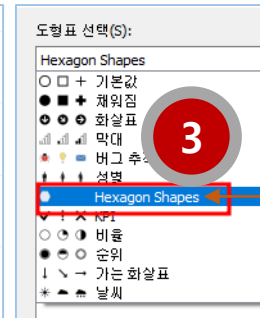 도형표 선택(S):
Hexagon Shapes
기본값
채워짐
화살표
막대
버그 추적
성별
Hexagon Shapes
KPI
비율
순위
가는 화살표
날씨
3